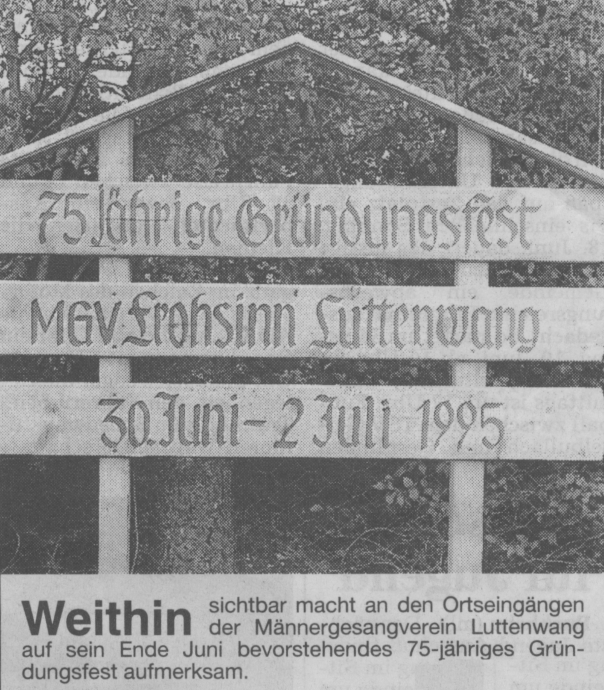 75 jährige Gründungsfest
MGV. Frohsinn Luttenwang
30. Juni - 2 Juli 1995
Weithin sichtbar macht an den Ortseingängen
der Männergesangverein Luttenwang
auf sein Ende Juni bevorstehendes 75-jähriges Grün-
dungsfest aufmerksam.